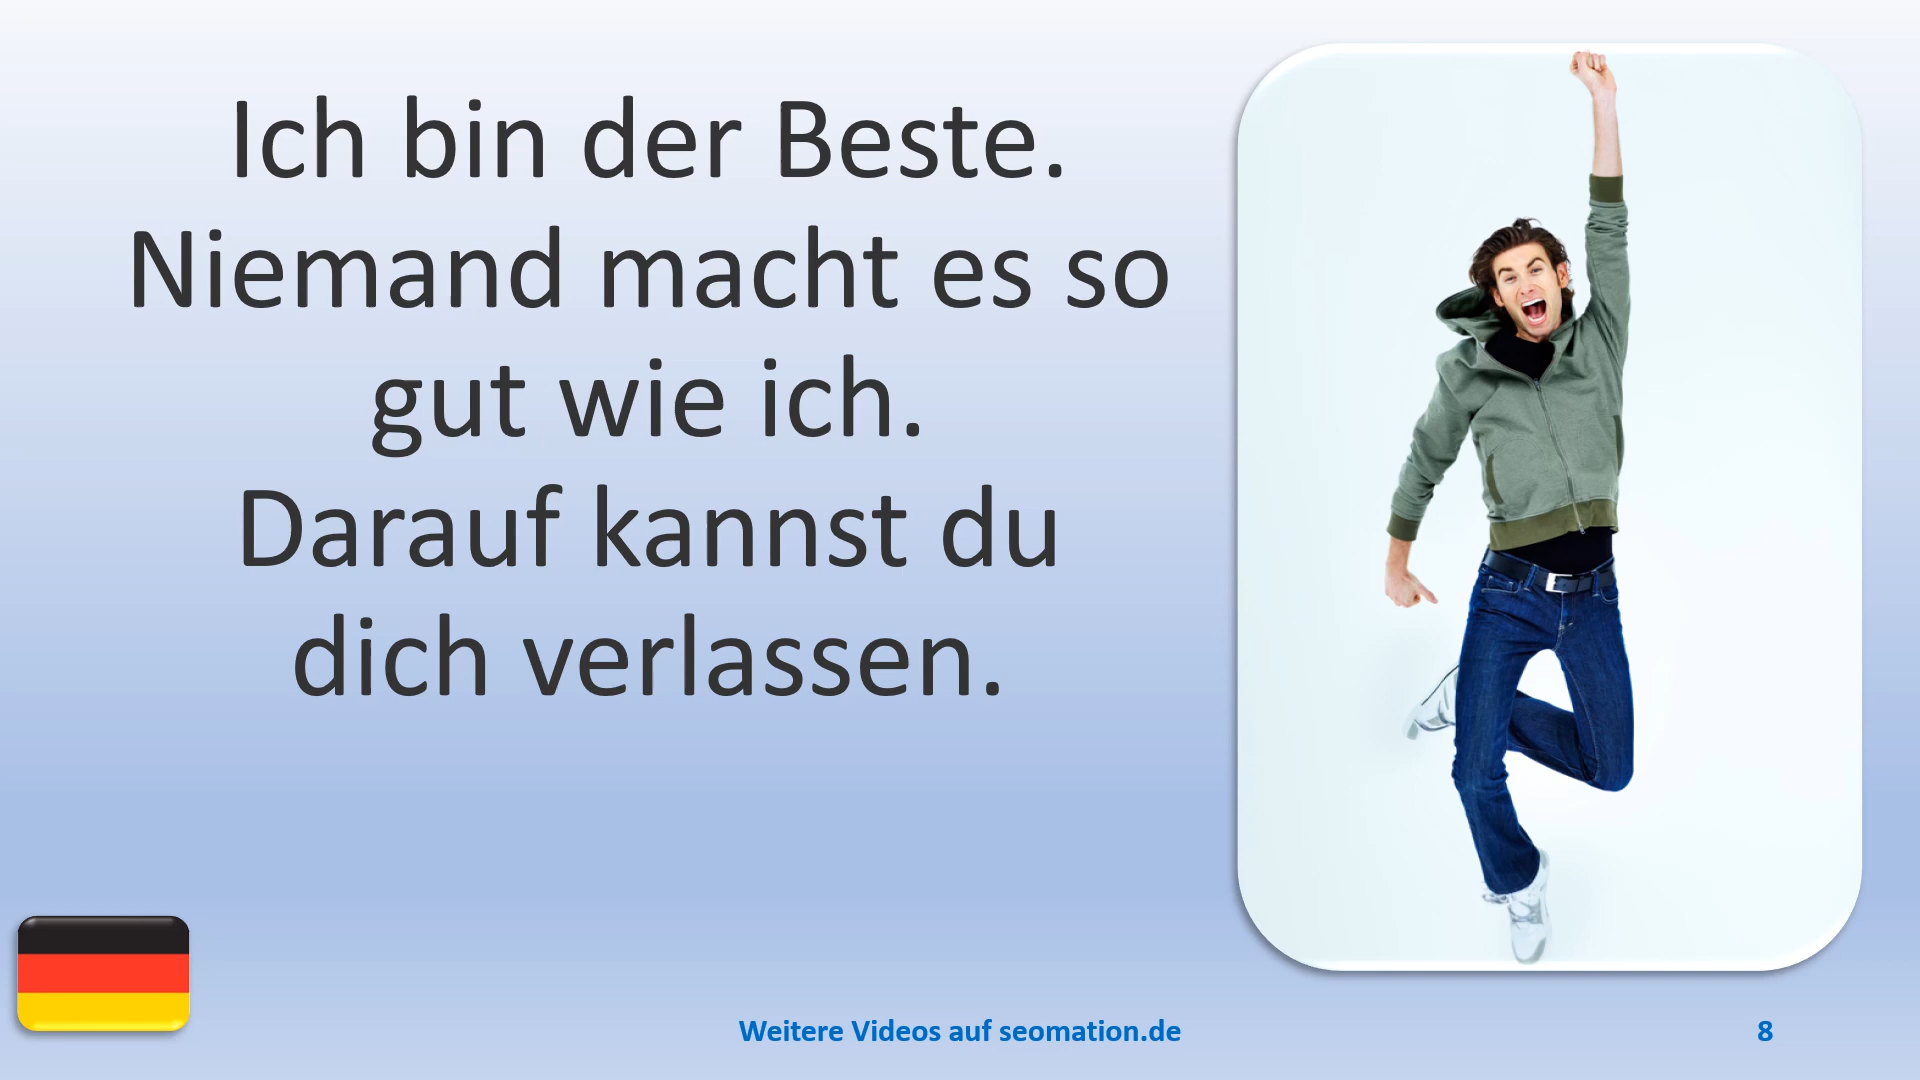 Ich bin der Beste.
Niemand macht es so
gut wie ich.
Darauf kannst du
dich verlassen.
Weitere Videos auf seomation.de
8